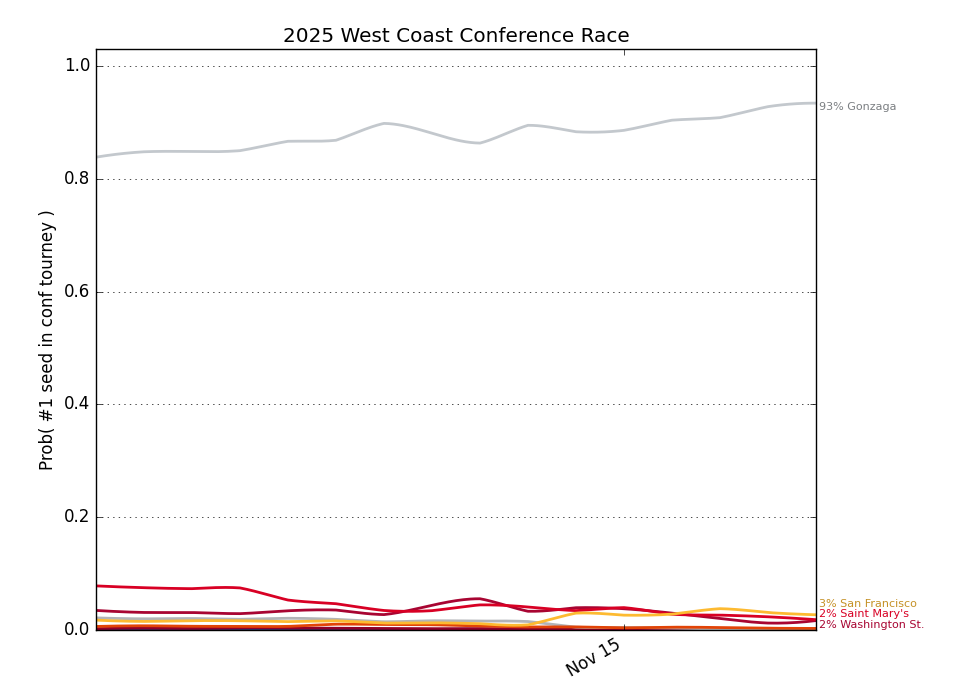 2025 West Coast Conference Race
Prob( #1 seed in conf tourney )
1.0
0.8
0.6
0.4
0.2
0.0
93% Gonzaga
3% San Francisco
2% Saint Mary's
2% Washington St.
Nov 15